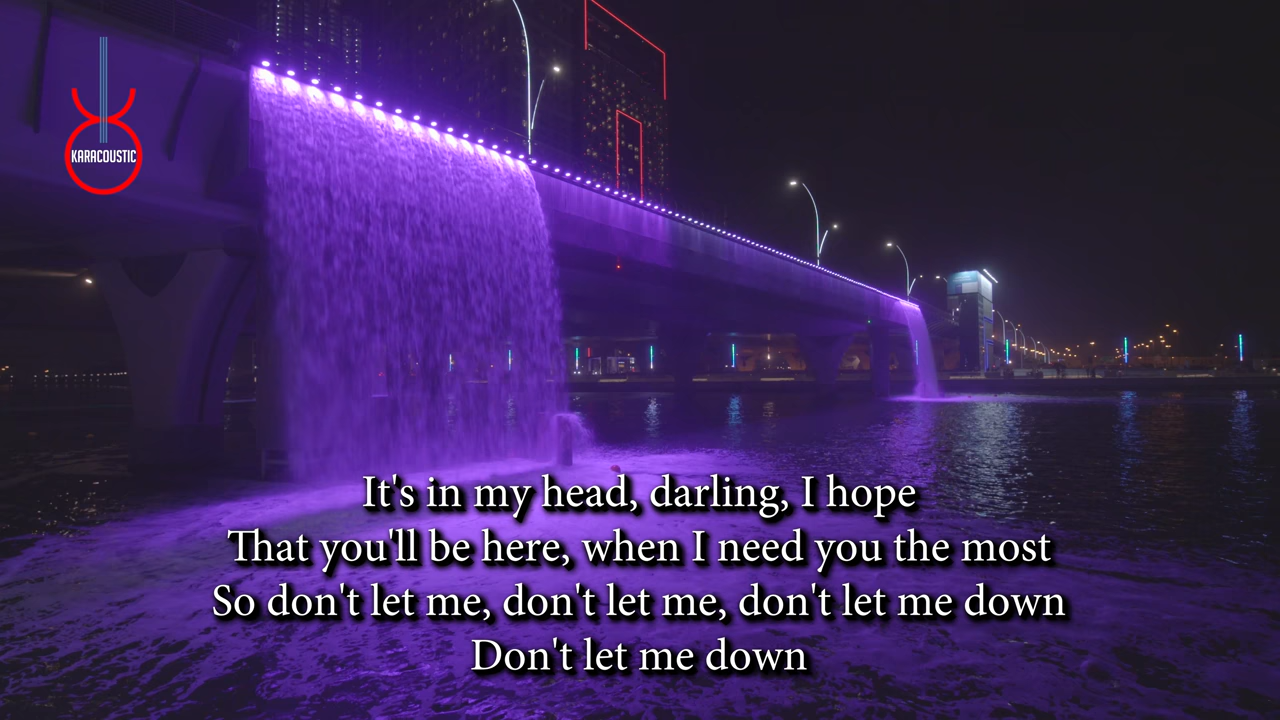 KARACOUSTIC
It's in my head, darling, I hope
That you'll be here, when I need you the most
So don't let me, don't let me, don't let me down
Don't let me down